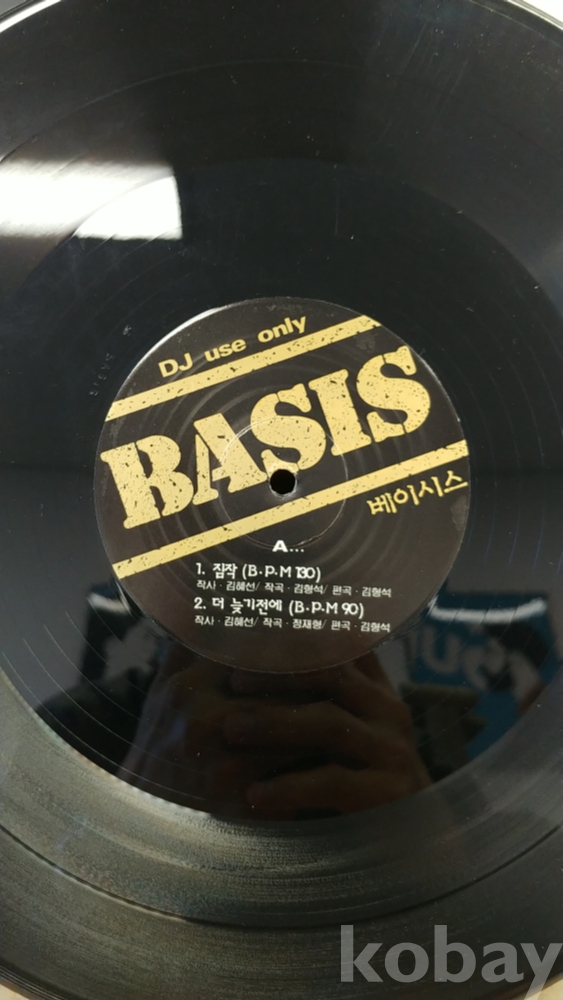 DJ use only
BASIS
베이시스
A...
1. 짐작 (B·P·M 130)
작사·김혜선/ 작곡·김형석/ 편곡·김형석
2. 더 늦기전에 (B·P·M 90)
작사·김혜선/ 작곡·정재형/ 편곡·김형석
kobay